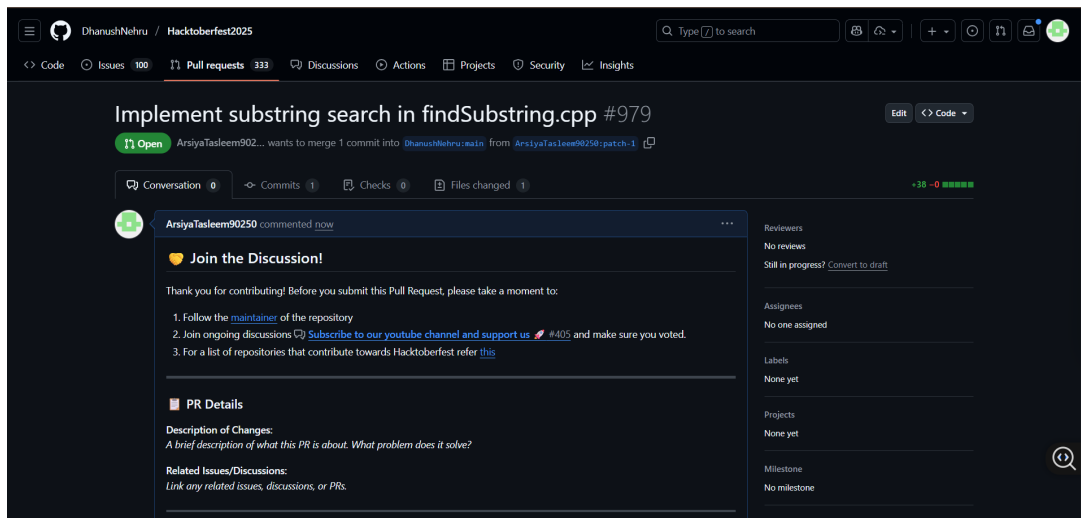 DhanushNehru / Hacktoberfest2025
Type / to search
Code
Issues 100
Pull requests 333
Discussions
Actions
Projects
Security
Insights
Implement substring search in findSubstring.cpp #979
Edit
Code
Open
ArsiyaTasleem902... wants to merge 1 commit into DhanushNehru:main from ArsiyaTasleem90250:patch-1
Conversation 0
Commits 1
Checks 0
Files changed 1
+38 −0
ArsiyaTasleem90250 commented now
Join the Discussion!
Thank you for contributing! Before you submit this Pull Request, please take a moment to:
1. Follow the maintainer of the repository
2. Join ongoing discussions Subscribe to our youtube channel and support us 🚀 #405 and make sure you voted.
3. For a list of repositories that contribute towards Hacktoberfest refer this
PR Details
Description of Changes:
A brief description of what this PR is about. What problem does it solve?
Related Issues/Discussions:
Link any related issues, discussions, or PRs.
Reviewers
No reviews
Still in progress? Convert to draft
Assignees
No one assigned
Labels
None yet
Projects
None yet
Milestone
No milestone